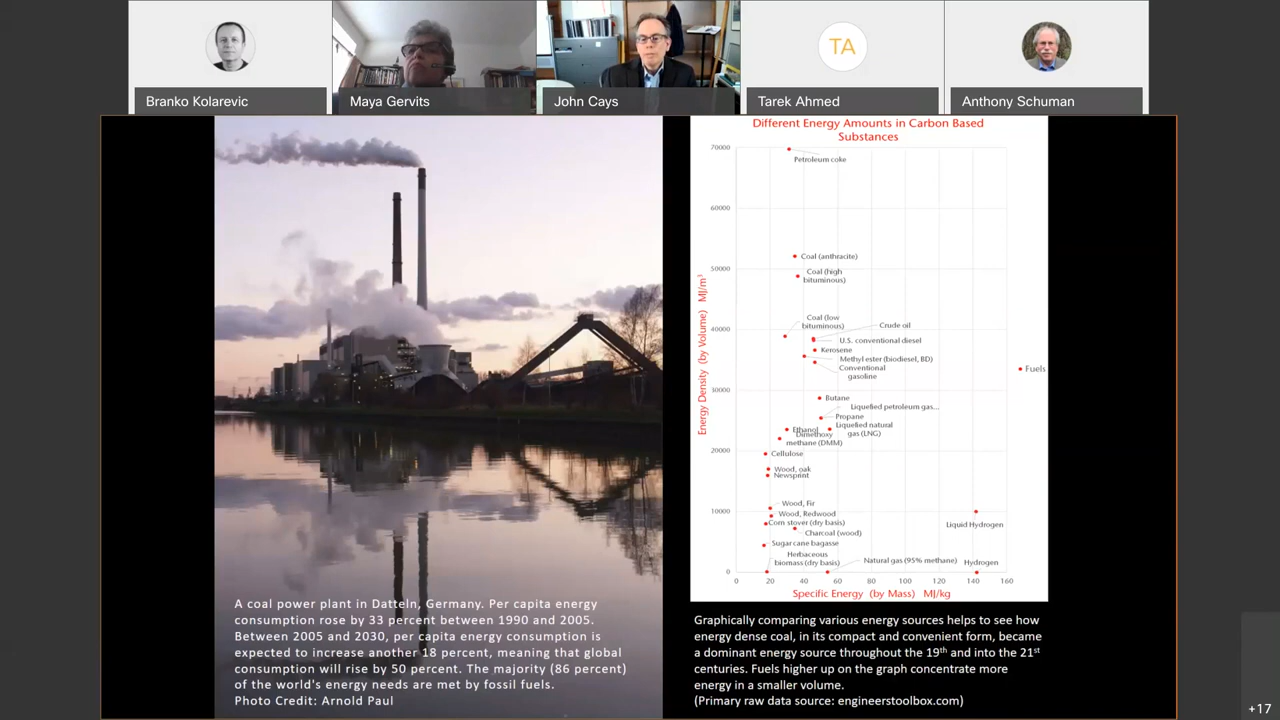 Branko Kolarevic
Maya Gervits
John Cays
TA
Tarek Ahmed
Anthony Schuman
Different Energy Amounts in Carbon Based
Substances
70000
60000
50000
40000
30000
20000
10000
0
Energy Density (by Volume) MJ/m³
Petroleum coke
Coal (anthracite)
Coal (high
bituminous)
Coal (low
bituminous)
Crude oil
U.S. conventional diesel
Kerosene
Methyl ester (biodiesel, BD)
Conventional
gasoline
Fuels
Butane
Liquefied petroleum gas...
Propane
Liquefied natural
gas (LNG)
Ethanol
Dimethoxy
methane (DMM)
Cellulose
Wood, oak
Newsprint
Wood, Fir
Wood, Redwood
Corn stover (dry basis)
Charcoal (wood)
Liquid Hydrogen
Sugar cane bagasse
Herbaceous
biomass (dry basis)
Natural gas (95% methane)
Hydrogen
0 20 40 60 80 100 120 140 160
Specific Energy (by Mass) MJ/kg
A coal power plant in Datteln, Germany. Per capita energy
consumption rose by 33 percent between 1990 and 2005.
Between 2005 and 2030, per capita energy consumption is
expected to increase another 18 percent, meaning that global
consumption will rise by 50 percent. The majority (86 percent)
of the world's energy needs are met by fossil fuels.
Photo Credit: Arnold Paul
Graphically comparing various energy sources helps to see how
energy dense coal, in its compact and convenient form, became
a dominant energy source throughout the 19th and into the 21st
centuries. Fuels higher up on the graph concentrate more
energy in a smaller volume.
(Primary raw data source: engineerstoolbox.com)
+17